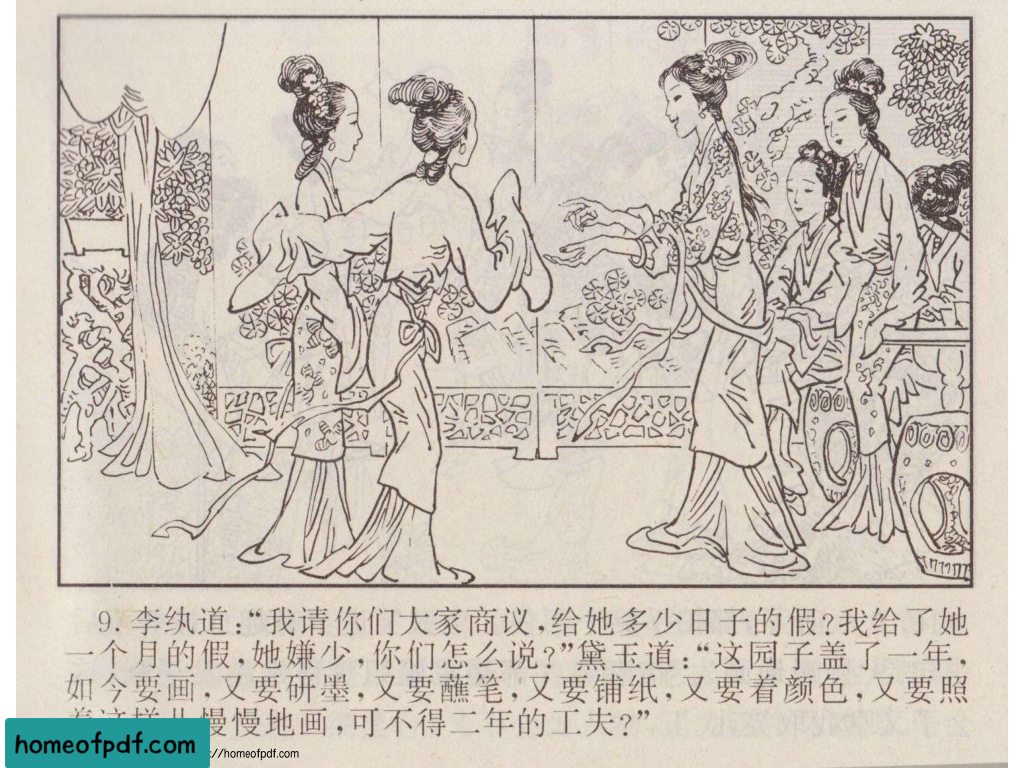 9. 李纨道:“我请你们大家商议,给她多少日子的假?我给了她
一个月的假,她嫌少,你们怎么说?”黛玉道:“这园子盖了一年,
如今要画,又要研墨,又要蘸笔,又要铺纸,又要着颜色,又要照
慢慢地画,可不得二年的工夫?”
homeofpdf.com
://homeofpdf.com